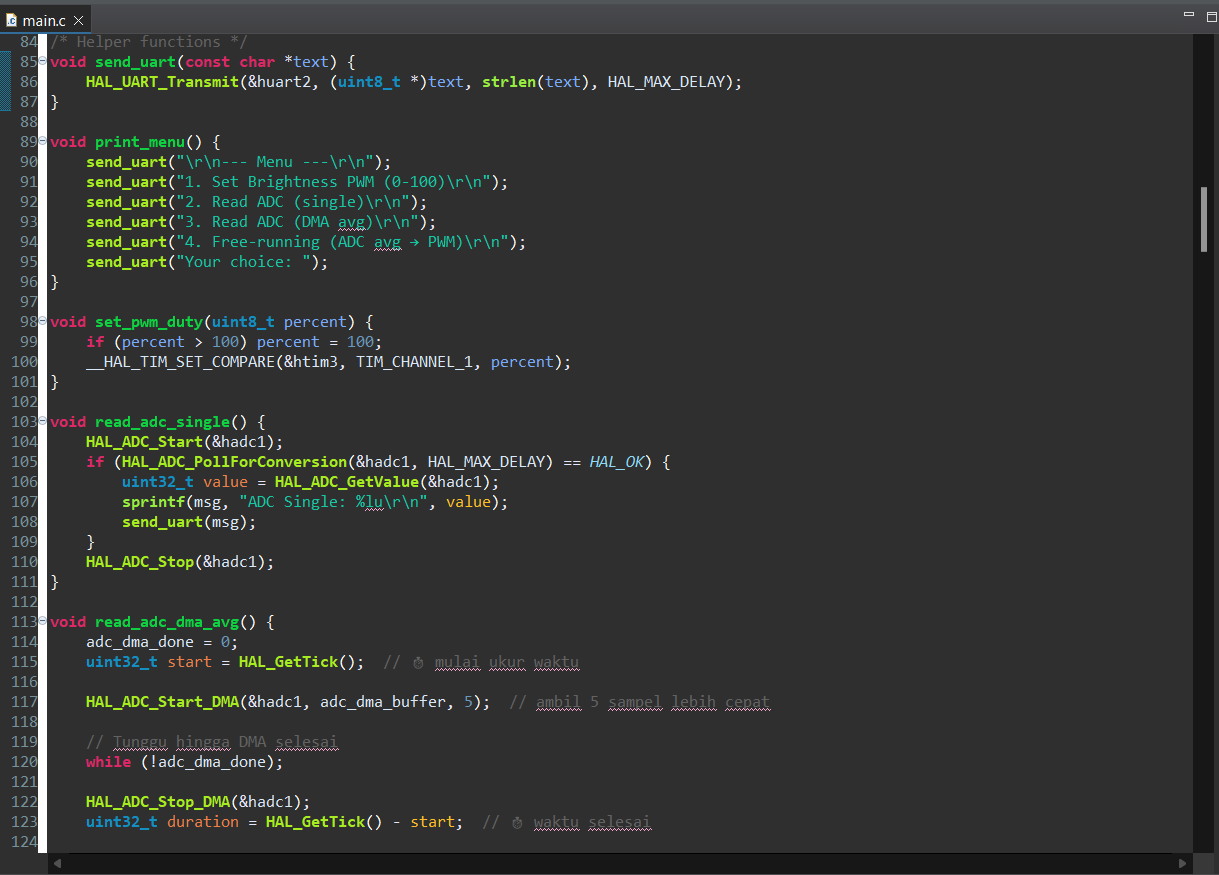 main.c
84 /* Helper functions */
85 void send_uart(const char *text) {
86     HAL_UART_Transmit(&huart2, (uint8_t *)text, strlen(text), HAL_MAX_DELAY);
87 }
88
89 void print_menu() {
90     send_uart("\r\n--- Menu ---\r\n");
91     send_uart("1. Set Brightness PWM (0-100)\r\n");
92     send_uart("2. Read ADC (single)\r\n");
93     send_uart("3. Read ADC (DMA avg)\r\n");
94     send_uart("4. Free-running (ADC avg → PWM)\r\n");
95     send_uart("Your choice: ");
96 }
97
98 void set_pwm_duty(uint8_t percent) {
99     if (percent > 100) percent = 100;
100     __HAL_TIM_SET_COMPARE(&htim3, TIM_CHANNEL_1, percent);
101 }
102
103 void read_adc_single() {
104     HAL_ADC_Start(&hadc1);
105     if (HAL_ADC_PollForConversion(&hadc1, HAL_MAX_DELAY) == HAL_OK) {
106         uint32_t value = HAL_ADC_GetValue(&hadc1);
107         sprintf(msg, "ADC Single: %lu\r\n", value);
108         send_uart(msg);
109     }
110     HAL_ADC_Stop(&hadc1);
111 }
112
113 void read_adc_dma_avg() {
114     adc_dma_done = 0;
115     uint32_t start = HAL_GetTick();  // ⏱ mulai ukur waktu
116
117     HAL_ADC_Start_DMA(&hadc1, adc_dma_buffer, 5);  // ambil 5 sampel lebih cepat
118
119     // Tunggu hingga DMA selesai
120     while (!adc_dma_done);
121
122     HAL_ADC_Stop_DMA(&hadc1);
123     uint32_t duration = HAL_GetTick() - start;  // ⏱ waktu selesai
124